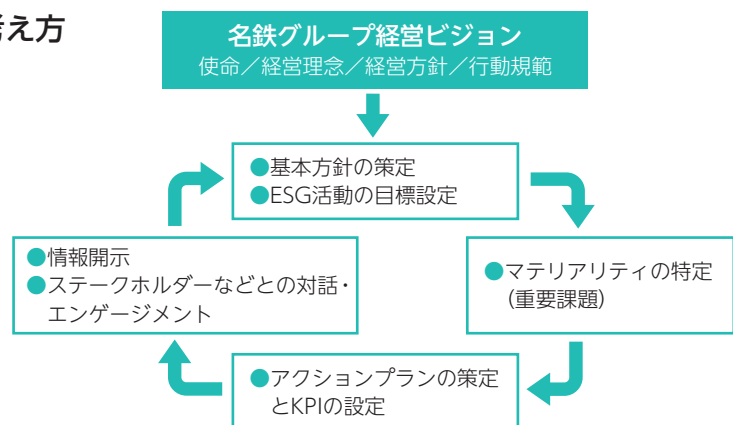 考え方
名鉄グループ経営ビジョン
使命／経営理念／経営方針／行動規範
●基本方針の策定
●ESG活動の目標設定
●マテリアリティの特定
(重要課題)
●アクションプランの策定
とKPIの設定
●情報開示
●ステークホルダーなどとの対話・
エンゲージメント